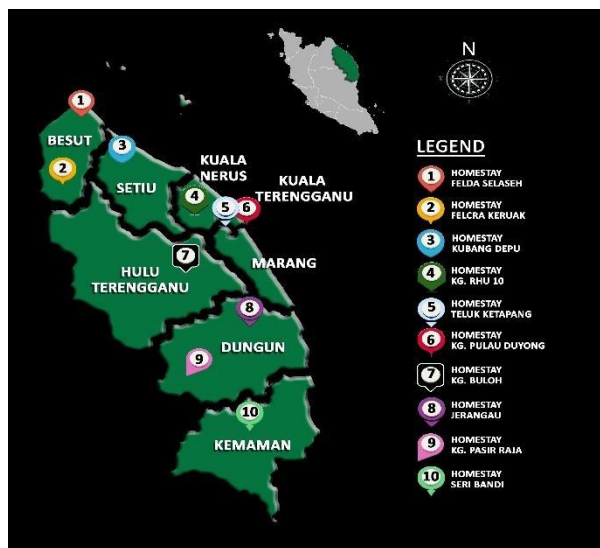 N
1
BESUT
2
3
SETIU
KUALA
NERUS
4
KUALA
TERENGGANU
5
6
MARANG
7
HULU
TERENGGANU
8
DUNGUN
9
10
KEMAMAN
LEGEND
1 HOMESTAY
FELDA SELASEH
2 HOMESTAY
FELCRA KERUAK
3 HOMESTAY
KUBANG DEPU
4 HOMESTAY
KG. RHU 10
5 HOMESTAY
TELUK KETAPANG
6 HOMESTAY
KG. PULAU DUYONG
7 HOMESTAY
KG. BULOH
8 HOMESTAY
JERANGAU
9 HOMESTAY
KG. PASIR RAJA
10 HOMESTAY
SERI BANDI